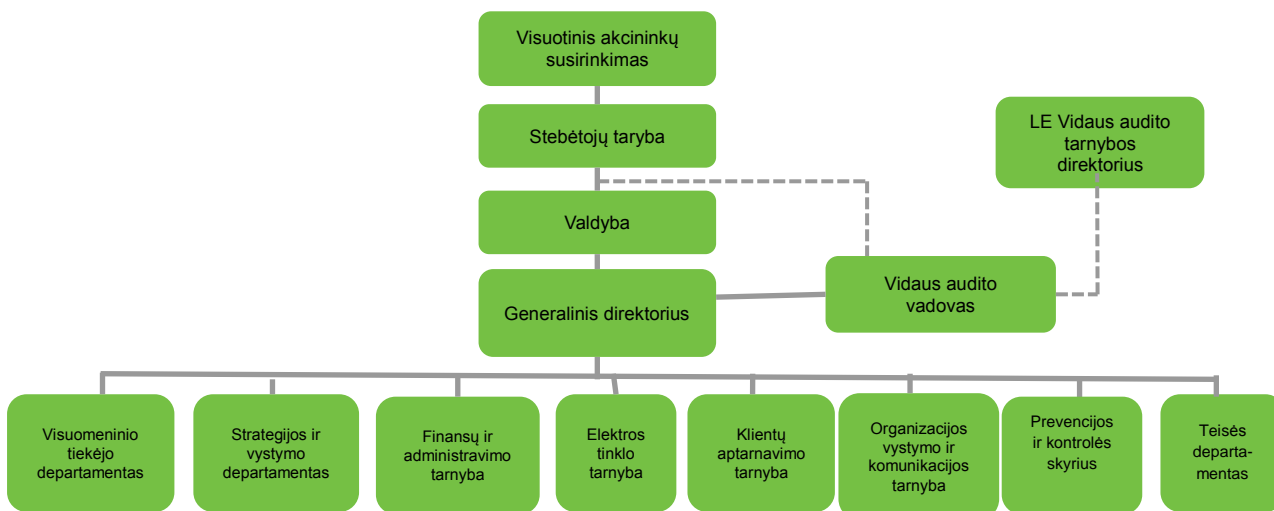 Visuotinis akcininkų
susirinkimas
LE Vidaus audito
tarnybos
direktorius
Stebėtojų taryba
Valdyba
Generalinis direktorius
Vidaus audito
vadovas
Visuomeninio
tiekėjo
departamentas
Strategijos ir
vystymo
departamentas
Finansų ir
administravimo
tarnyba
Elektros
tinklo
tarnyba
Klientų
aptarnavimo
tarnyba
Organizacijos
vystymo ir
komunikacijos
tarnyba
Prevencijos
ir kontrolės
skyrius
Teisės
departa-
mentas